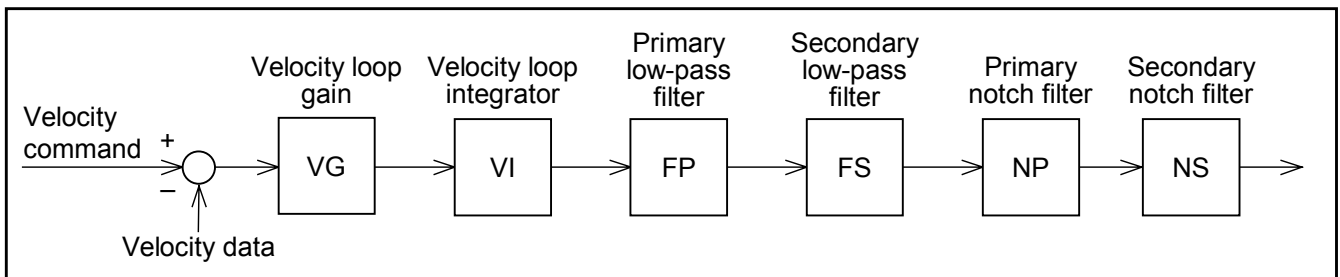 Velocity loop
gain
Velocity loop
integrator
Primary
low-pass
filter
Secondary
low-pass
filter
Primary
notch filter
Secondary
notch filter
Velocity
command
+
−
VG
VI
FP
FS
NP
NS
Velocity data